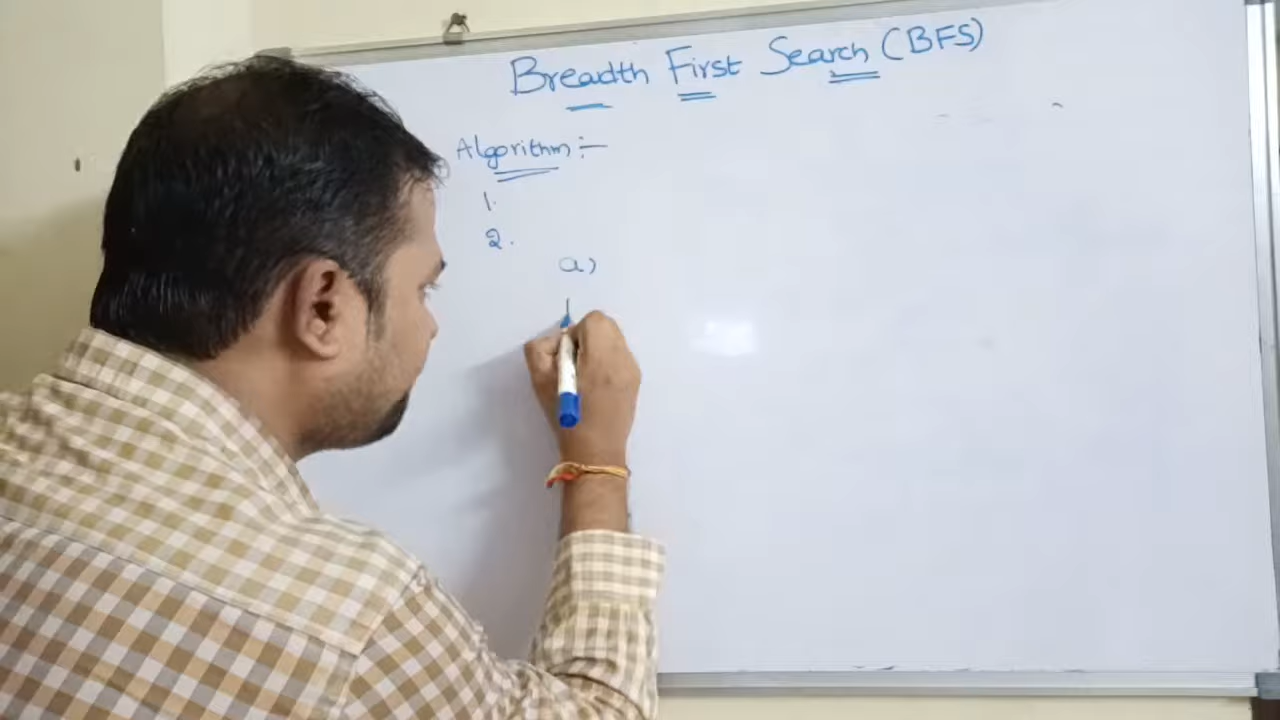 Breadth First Search (BFS)
Algorithm :-
1.
2.
a)